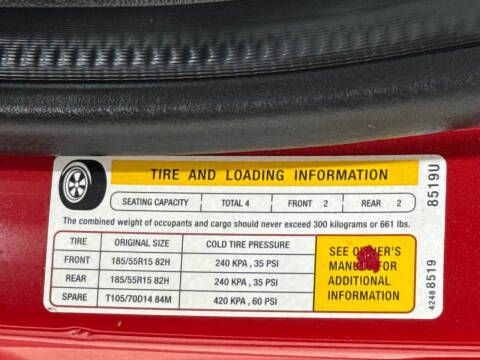 TIRE AND LOADING INFORMATION
SEATING CAPACITY TOTAL 4 FRONT 2 REAR 2
The combined weight of occupants and cargo should never exceed 300 kilograms or 661 lbs.
TIRE ORIGINAL SIZE COLD TIRE PRESSURE
FRONT 185/55R15 82H 240 KPA , 35 PSI
REAR 185/55R15 82H 240 KPA , 35 PSI
SPARE T105/70D14 84M 420 KPA , 60 PSI
SEE OWNER'S
MANUAL FOR
ADDITIONAL
INFORMATION
8519U
42488519